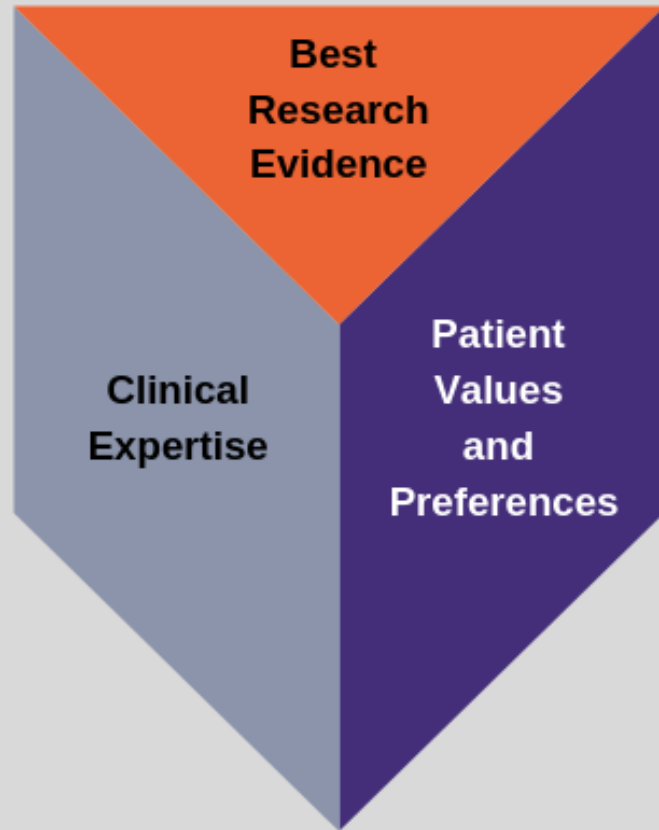 Best
Research
Evidence
Clinical
Expertise
Patient
Values
and
Preferences